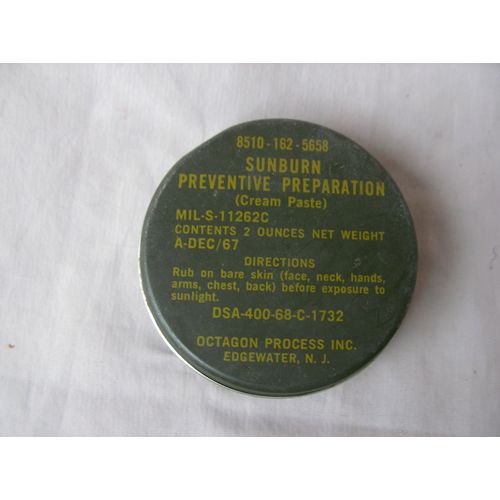 8510-162-5658
SUNBURN
PREVENTIVE PREPARATION
(Cream Paste)
MIL-S-11262C
CONTENTS 2 OUNCES NET WEIGHT
A-DEC/67
DIRECTIONS
Rub on bare skin (face, neck, hands,
arms, chest, back) before exposure to
sunlight.
DSA-400-68-C-1732
OCTAGON PROCESS INC.
EDGEWATER, N. J.